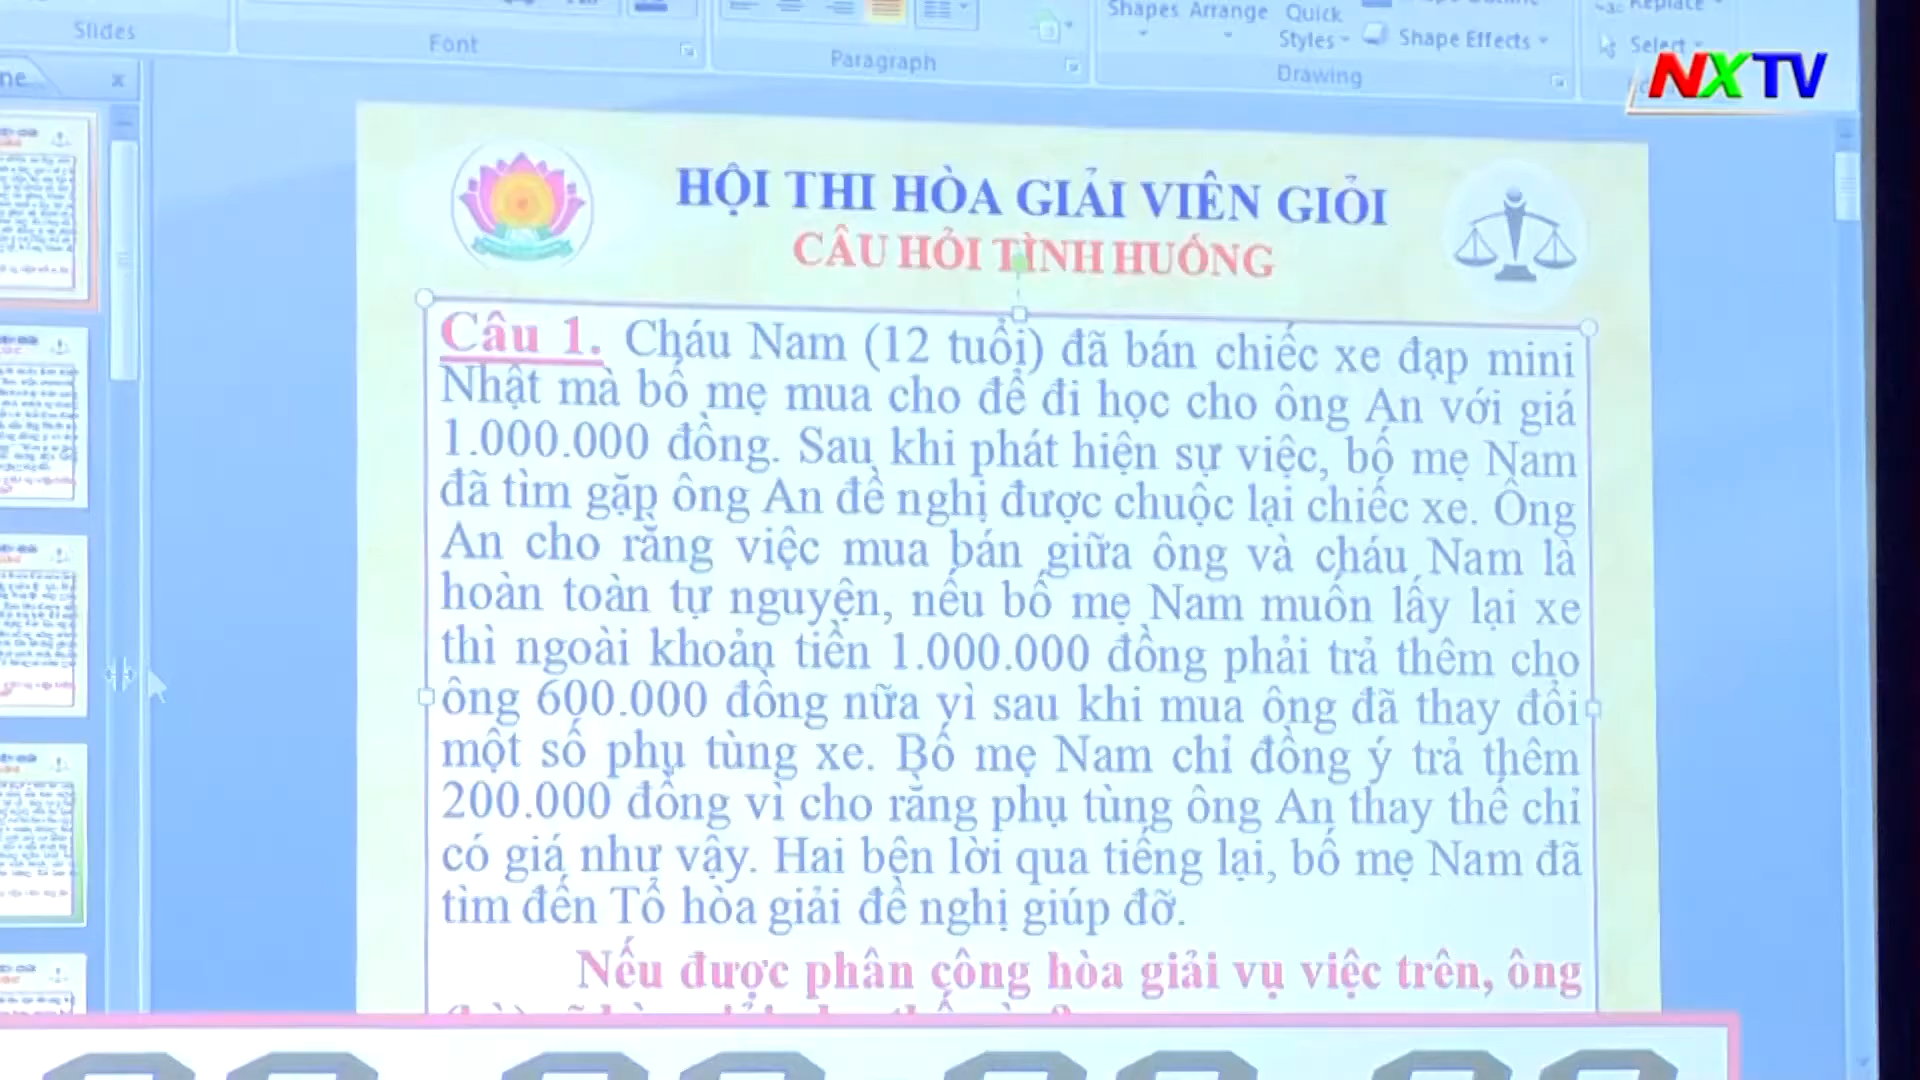 Slides
Font
Paragraph
Shapes Arrange Quick
Styles
Shape Effects
Drawing
Replace
Select
NXTV
HỘI THI HÒA GIẢI VIÊN GIỎI
CÂU HỎI TÌNH HUỐNG
Câu 1. Cháu Nam (12 tuổi) đã bán chiếc xe đạp mini
Nhật mà bố mẹ mua cho để đi học cho ông An với giá
1.000.000 đồng. Sau khi phát hiện sự việc, bố mẹ Nam
đã tìm gặp ông An đề nghị được chuộc lại chiếc xe. Ông
An cho rằng việc mua bán giữa ông và cháu Nam là
hoàn toàn tự nguyện, nếu bố mẹ Nam muốn lấy lại xe
thì ngoài khoản tiền 1.000.000 đồng phải trả thêm cho
ông 600.000 đồng nữa vì sau khi mua ông đã thay đổi
một số phụ tùng xe. Bố mẹ Nam chỉ đồng ý trả thêm
200.000 đồng vì cho rằng phụ tùng ông An thay thế chỉ
có giá như vậy. Hai bên lời qua tiếng lại, bố mẹ Nam đã
tìm đến Tổ hòa giải đề nghị giúp đỡ.
Nếu được phân công hòa giải vụ việc trên, ông